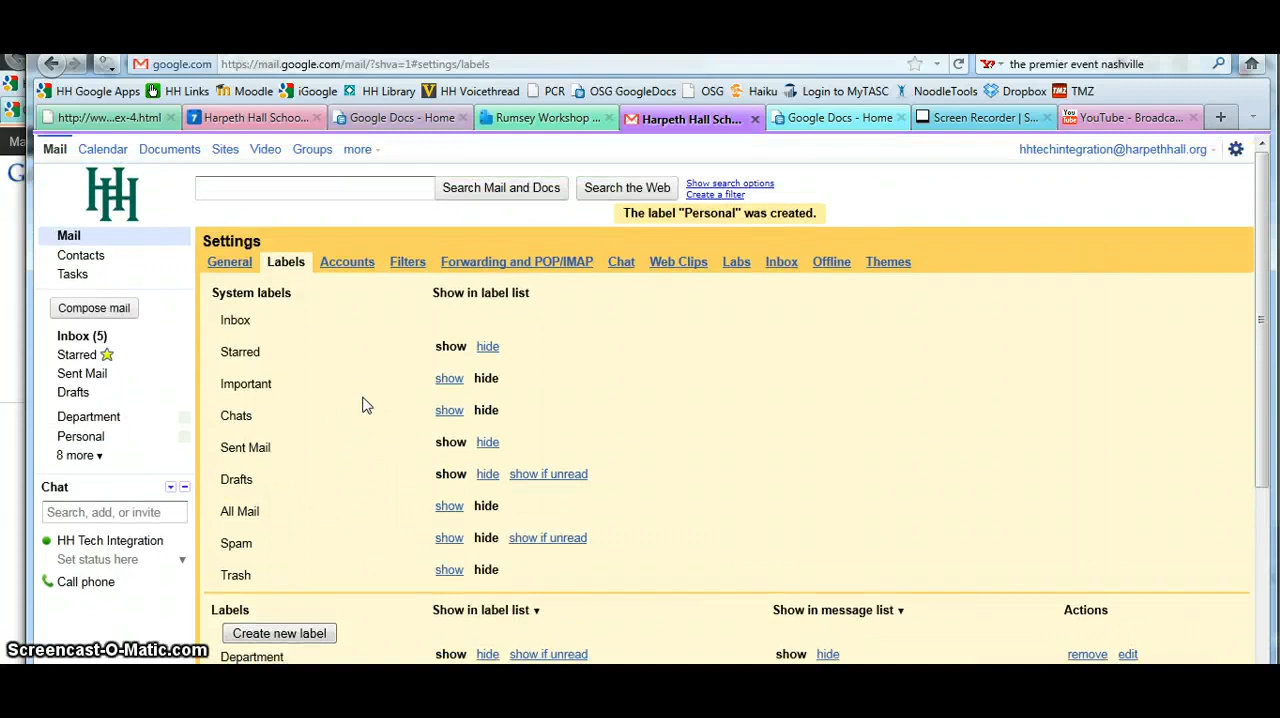 google.com https://mail.google.com/mail/?shva=1#settings/labels the premier event nashville
HH Google Apps HH Links Moodle iGoogle HH Library HH Voicethread PCR OSG GoogleDocs OSG Haiku Login to MyTASC NoodleTools Dropbox TMZ
http://ww...ex-4.html Harpeth Hall Schoo... Google Docs - Home Rumsey Workshop ... Harpeth Hall Sch... Google Docs - Home Screen Recorder | S... YouTube - Broadca...
Mail Calendar Documents Sites Video Groups more hhtechintegration@harpethhall.org
HH
Search Mail and Docs Search the Web Show search options
Create a filter
The label "Personal" was created.
Mail
Contacts
Tasks
Compose mail
Inbox (5)
Starred
Sent Mail
Drafts
Department
Personal
8 more
Chat
Search, add, or invite
HH Tech Integration
Set status here
Call phone
Settings
General Labels Accounts Filters Forwarding and POP/IMAP Chat Web Clips Labs Inbox Offline Themes
System labels Show in label list
Inbox
Starred show hide
Important show hide
Chats show hide
Sent Mail show hide
Drafts show hide show if unread
All Mail show hide
Spam show hide show if unread
Trash show hide
Labels Show in label list Show in message list Actions
Create new label
Department show hide show if unread show hide remove edit
Screencast-O-Matic.com